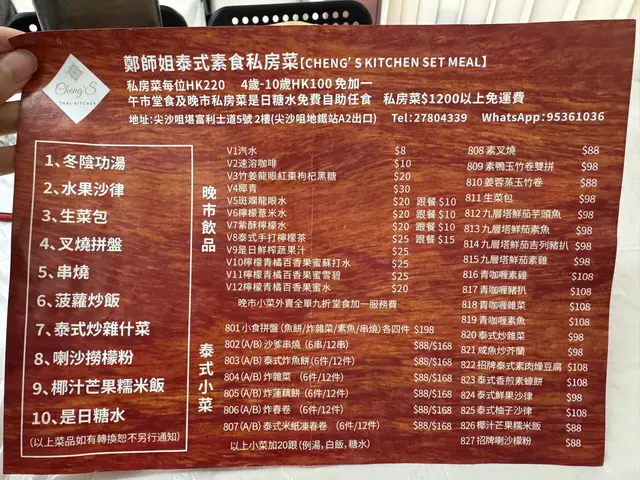 Cheng'S
THAI KITCHEN
鄭師姐泰式素食私房菜【CHENG'S KITCHEN SET MEAL】
私房菜每位HK220 4歲-10歲HK100 免加一
午市堂食及晚市私房菜是日糖水免費自助任食 私房菜$1200以上免運費
地址:尖沙咀堪富利士道5號2樓(尖沙咀地鐵站A2出口) Tel:27804339 WhatsApp:95361036
1、冬陰功湯
2、水果沙律
3、生菜包
4、叉燒拼盤
5、串燒
6、菠蘿炒飯
7、泰式炒雜什菜
8、喇沙撈檬粉
9、椰汁芒果糯米飯
10、是日糖水
(以上菜品如有轉換恕不另行通知)
晚市飲品
V1汽水 $8
V2速溶咖啡 $10
V3竹薑龍眼紅棗枸杞黑糖 $20
V4椰青 $30
V5斑斕龍眼水 $20 跟餐 $10
V6檸檬薏米水 $20 跟餐 $10
V7紫酥檸檬水 $20 跟餐 $10
V8泰式手打檸檬茶 $25 跟餐 $15
V9是日鮮榨蔬果汁 $25
V10檸檬青橘百香果蜜蘇打水 $25
V11檸檬青橘百香果蜜雪碧 $25
V12檸檬青橘百香果蜜水 $20
晚市小菜外賣全單九折堂食加一服務費
泰式小菜
801 小食拼盤 (魚餅/炸雜菜/素魚/串燒)各四件 $198
802 (A/B) 沙爹串燒 (6串/12串) $88/$168
803 (A/B) 泰式炸魚餅 (6件/12件) $88/$168
804 (A/B) 炸雜菜 (6件/12件) $88/$168
805 (A/B) 炸蓮藕餅 (6件/12件) $88/$168
806 (A/B) 炸春卷 (6件/12件) $88/$168
807 (A/B) 泰式米紙凍春卷 (6件/12件) $88/$168
以上小菜加20跟 (例湯,白飯,糖水)
808 素叉燒 $88
809 素鴨玉竹卷雙拼 $98
810 姜蓉蒸玉竹卷 $88
811 生菜包 $98
812 九層塔鮮茄芋頭魚 $98
813 九層塔鮮茄素魚 $98
814 九層塔鮮茄吉列豬扒 $98
815 九層塔鮮茄素雞 $98
816 青咖喱素雞 $108
817 青咖喱豬扒 $108
818 青咖喱雜菜 $108
819 青咖喱素魚 $108
820 泰式炒雜菜 $88
821 咸魚炒芥蘭 $98
822 招牌泰式素肉燥豆腐 $108
823 泰式香煎素蠔餅 $108
824 泰式鮮果沙律 $98
825 泰式柚子沙律 $108
826 椰汁芒果糯米飯 $88
827 招牌喇沙檬粉 $88